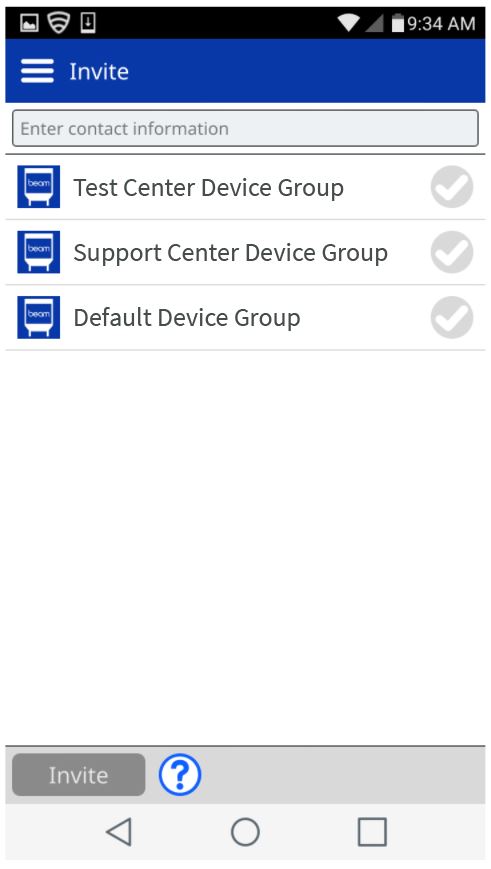 9:34 AM
Invite
Enter contact information
beam Test Center Device Group
beam Support Center Device Group
beam Default Device Group
Invite ?